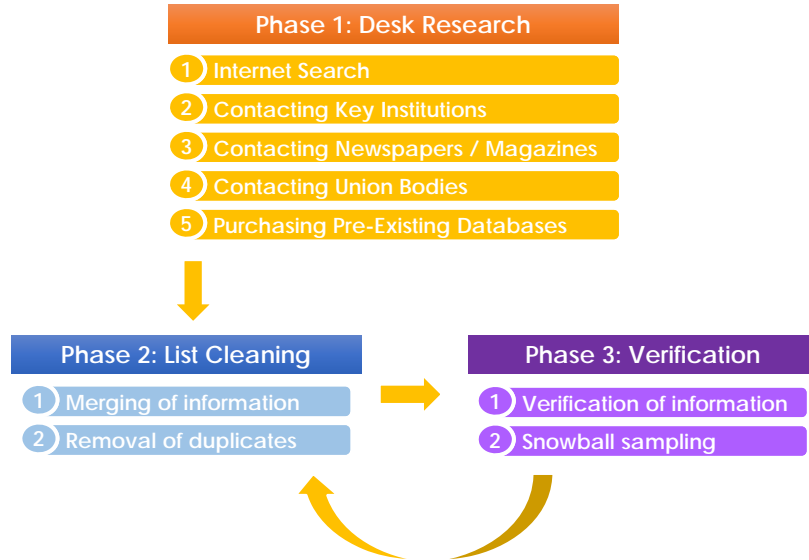 Phase 1: Desk Research
1 Internet Search
2 Contacting Key Institutions
3 Contacting Newspapers / Magazines
4 Contacting Union Bodies
5 Purchasing Pre-Existing Databases
Phase 2: List Cleaning
1 Merging of information
2 Removal of duplicates
Phase 3: Verification
1 Verification of information
2 Snowball sampling